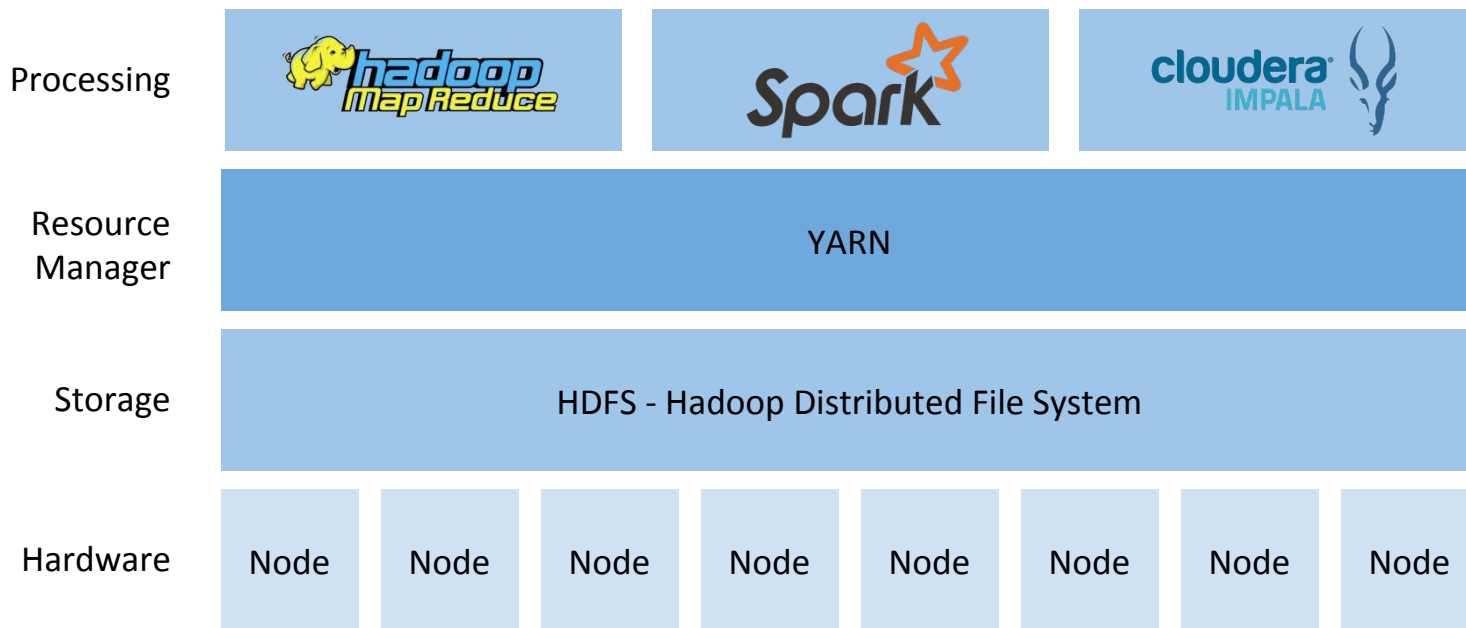 Processing
hadoop
Map Reduce
Spark
cloudera
IMPALA
Resource
Manager
YARN
Storage
HDFS - Hadoop Distributed File System
Hardware
Node
Node
Node
Node
Node
Node
Node
Node